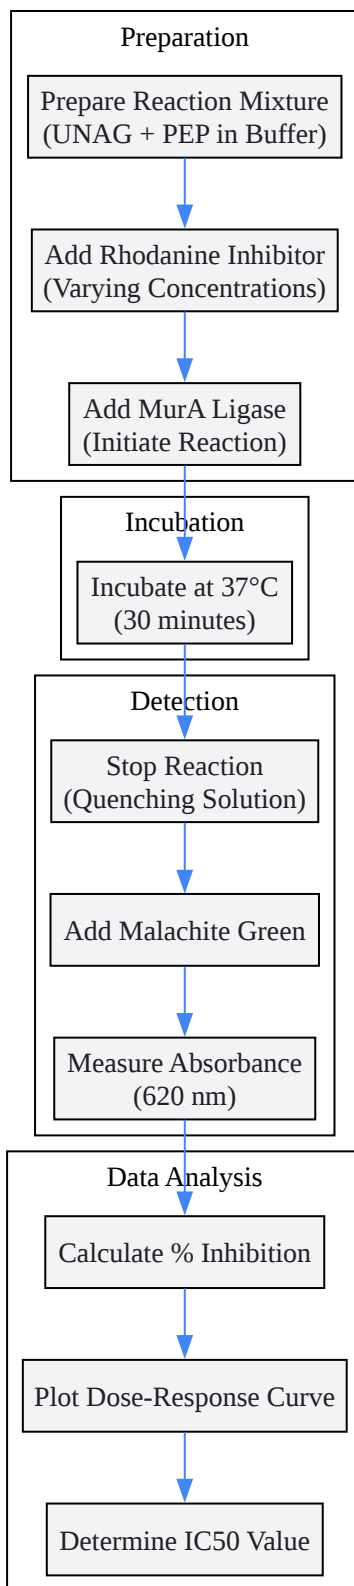 Preparation
Prepare Reaction Mixture
(UNAG + PEP in Buffer)
Add Rhodanine Inhibitor
(Varying Concentrations)
Add MurA Ligase
(Initiate Reaction)
Incubation
Incubate at 37°C
(30 minutes)
Detection
Stop Reaction
(Quenching Solution)
Add Malachite Green
Measure Absorbance
(620 nm)
Data Analysis
Calculate % Inhibition
Plot Dose-Response Curve
Determine IC50 Value